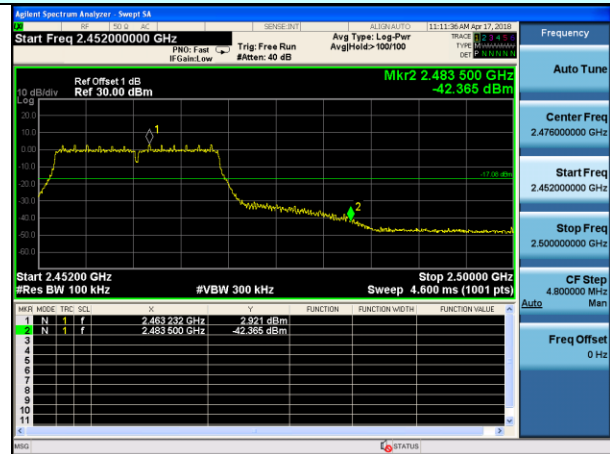 Agilent Spectrum Analyzer - Swept SA
RF 50 Ω AC SENSE:INT ALIGN AUTO 11:11:36 AM Apr 17, 2018
Start Freq 2.452000000 GHz
PNO: Fast
IFGain:Low
Trig: Free Run
#Atten: 40 dB
Avg Type: Log-Pwr
Avg|Hold:>100/100
TRACE 1 2 3 4 5 6
TYPE M
DET P N N N N N
Frequency
Auto Tune
Center Freq
2.476000000 GHz
Start Freq
2.452000000 GHz
Stop Freq
2.500000000 GHz
CF Step
4.800000 MHz
Auto Man
Freq Offset
0 Hz
Ref Offset 1 dB
10 dB/div Ref 30.00 dBm
Log
Mkr2 2.483 500 GHz
-42.365 dBm
20.0
10.0
0.00
-10.0
-20.0
-30.0
-40.0
-50.0
-60.0
1
2
-17.08 dBm
Start 2.45200 GHz Stop 2.50000 GHz
#Res BW 100 kHz #VBW 300 kHz Sweep 4.600 ms (1001 pts)
MKR MODE TRC SCL X Y FUNCTION FUNCTION WIDTH FUNCTION VALUE
1 N 1 f 2.463 232 GHz 2.921 dBm
2 N 1 f 2.483 500 GHz -42.365 dBm
3
4
5
6
7
8
9
10
11
MSG STATUS